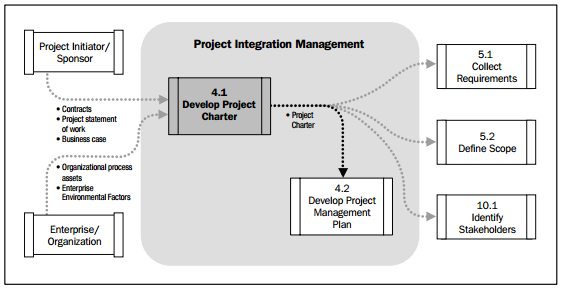 Project Initiator/
Sponsor
Project Integration Management
5.1
Collect
Requirements
4.1
Develop Project
Charter
• Contracts
• Project statement
of work
• Business case
• Project
Charter
5.2
Define Scope
• Organizational process
assets
• Enterprise
Environmental Factors
4.2
Develop Project
Management
Plan
10.1
Identify
Stakeholders
Enterprise/
Organization